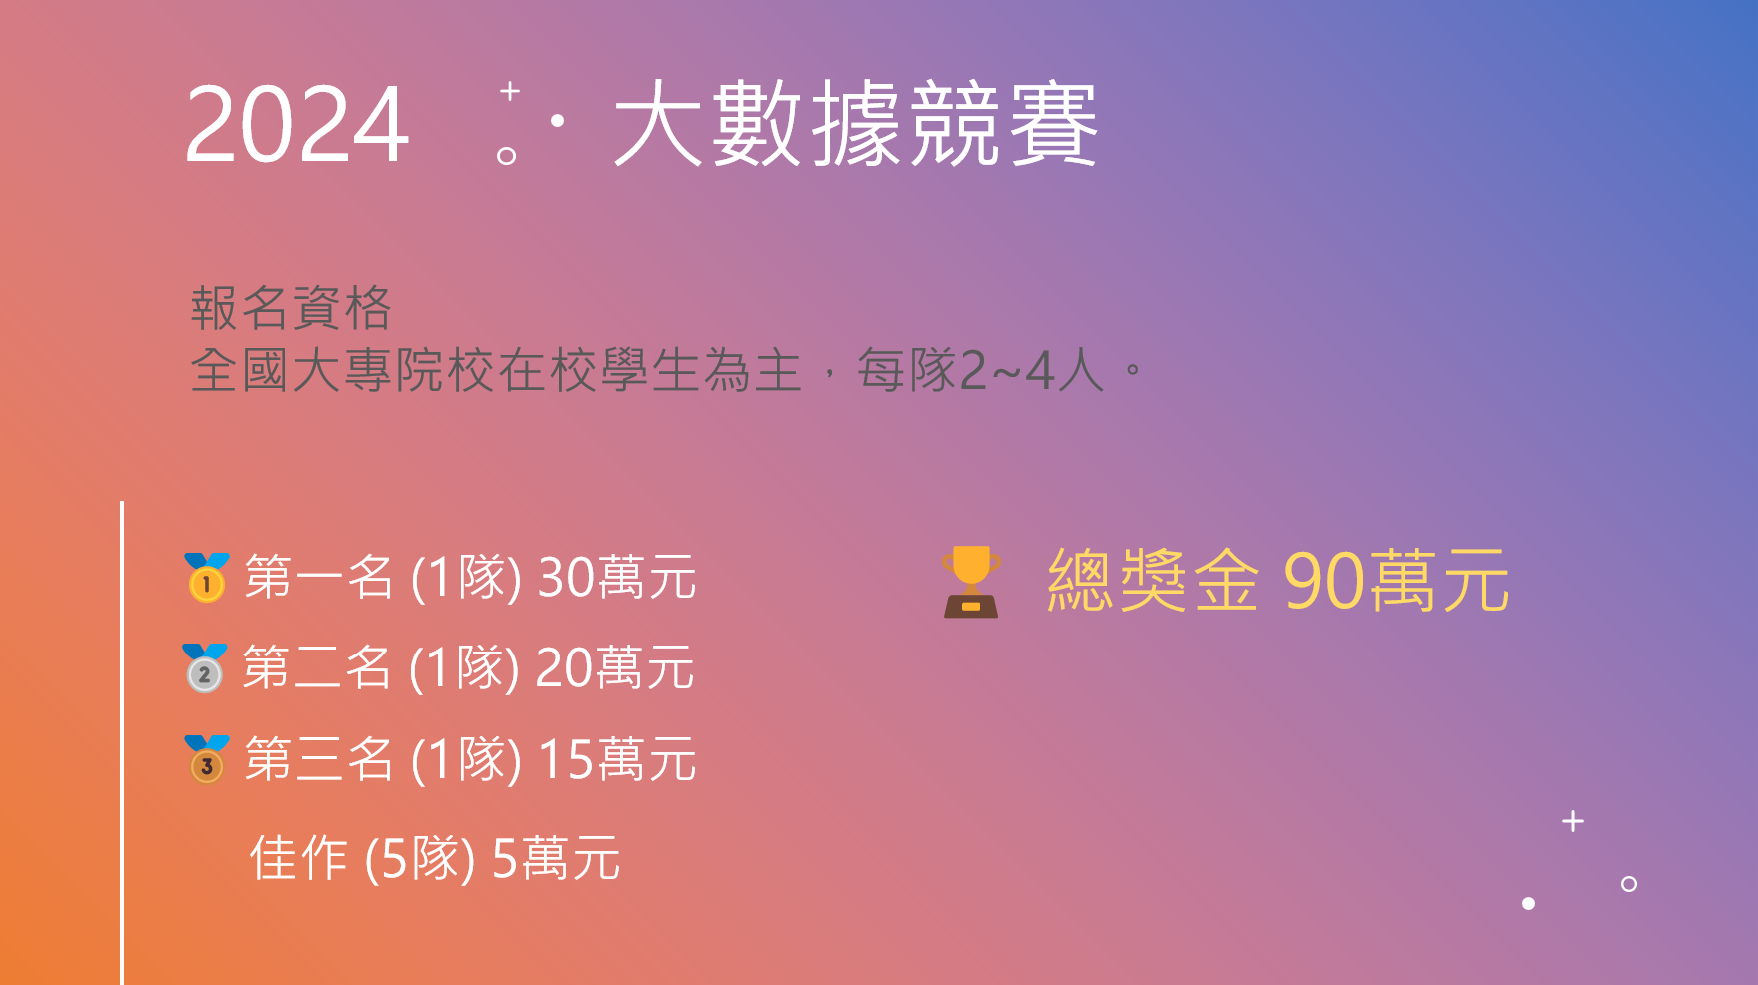 2024 大數據競賽
報名資格
全國大專院校在校學生為主，每隊2~4人。
🥇第一名 (1隊) 30萬元
🥈第二名 (1隊) 20萬元
🥉第三名 (1隊) 15萬元
佳作 (5隊) 5萬元
🏆 總獎金 90萬元